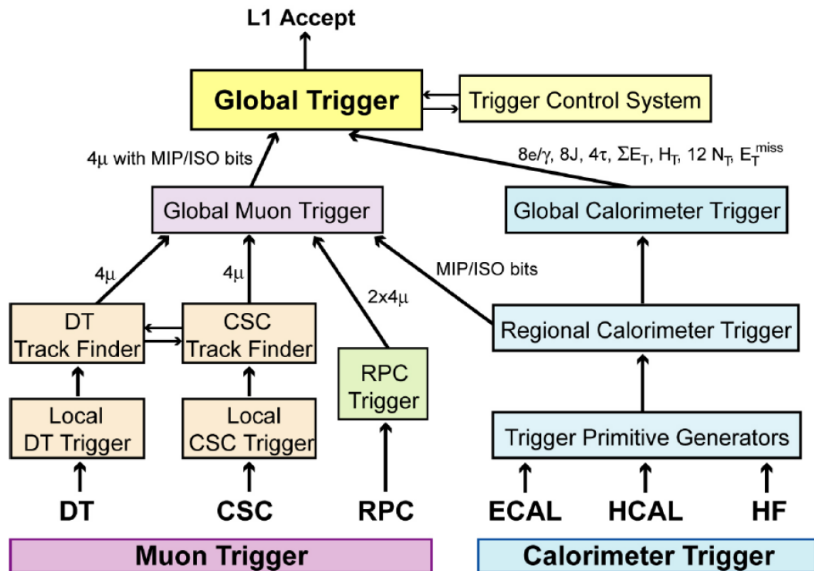 L1 Accept
Global Trigger
Trigger Control System
4μ with MIP/ISO bits
8e/γ, 8J, 4τ, ΣE_T, H_T, 12 N_T, E_T^miss
Global Muon Trigger
Global Calorimeter Trigger
4μ
4μ
2x4μ
MIP/ISO bits
DT
Track Finder
CSC
Track Finder
Regional Calorimeter Trigger
RPC
Trigger
Local
DT Trigger
Local
CSC Trigger
Trigger Primitive Generators
DT
CSC
RPC
ECAL
HCAL
HF
Muon Trigger
Calorimeter Trigger